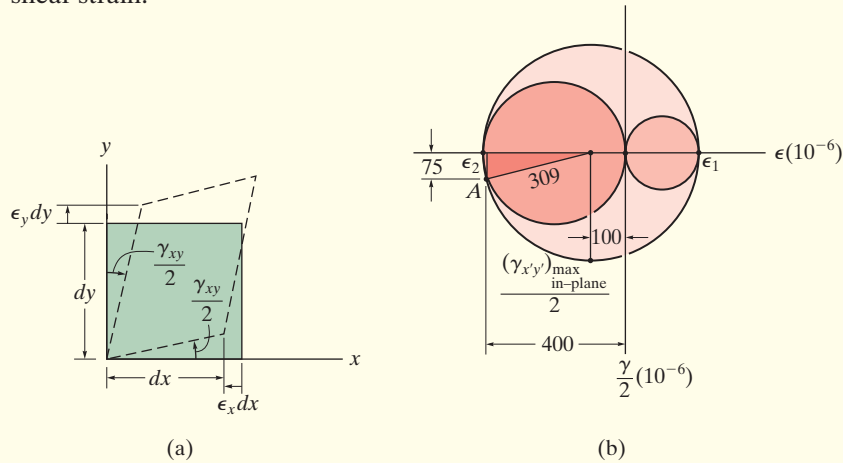 shear strain.
y
ϵ_y dy
γ_xy
2
γ_xy
2
dy
x
dx
ϵ_x dx
(a)
75
ϵ_2
A
309
ϵ_1
ϵ(10^−6)
100
(γ_x′y′)max
in–plane
2
400
γ
2
(10^−6)
(b)